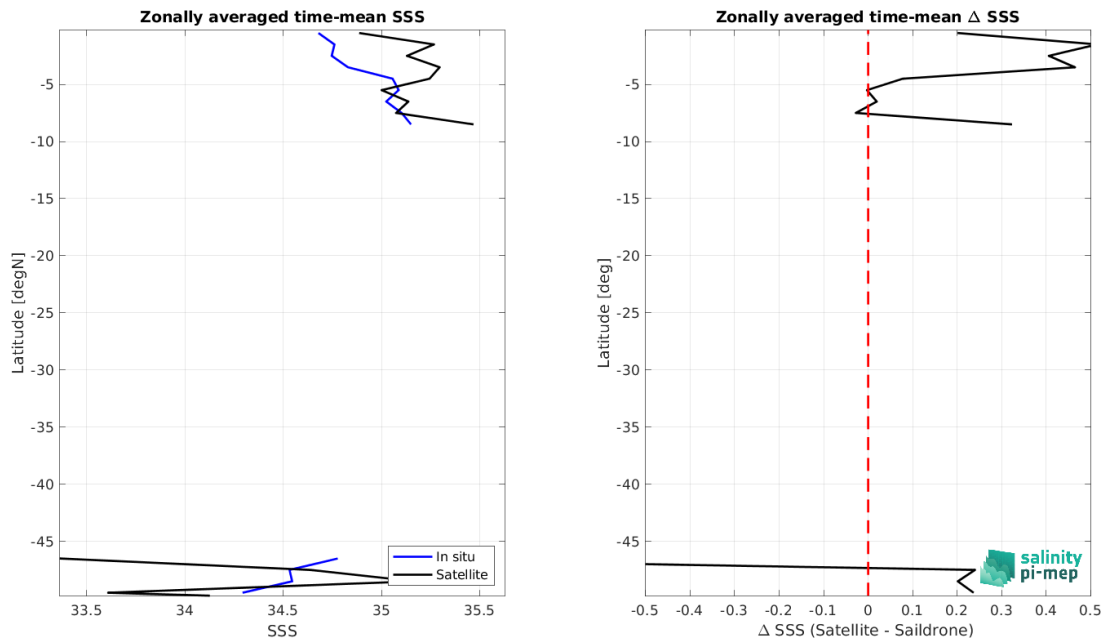 Zonally averaged time-mean SSS
Latitude [degN]
-5
-10
-15
-20
-25
-30
-35
-40
-45
33.5 34 34.5 35 35.5
SSS
In situ
Satellite
Zonally averaged time-mean Δ SSS
Latitude [deg]
-5
-10
-15
-20
-25
-30
-35
-40
-45
-0.5 -0.4 -0.3 -0.2 -0.1 0 0.1 0.2 0.3 0.4 0.5
Δ SSS (Satellite - Saildrone)
salinity
pi-mep